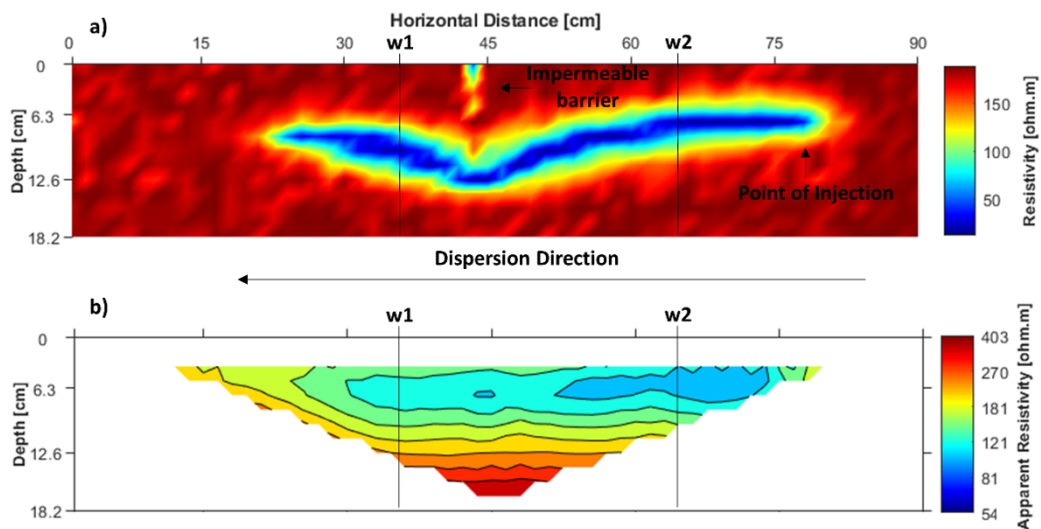 a)
Horizontal Distance [cm]
0 15 30 w1 45 60 w2 75 90
0
6.3
12.6
18.2
Depth [cm]
Impermeable
barrier
Point of Injection
150
100
50
Resistivity [ohm.m]
Dispersion Direction
b)
w1 w2
0
6.3
12.6
18.2
Depth [cm]
403
270
181
121
81
54
Apparent Resistivity [ohm.m]